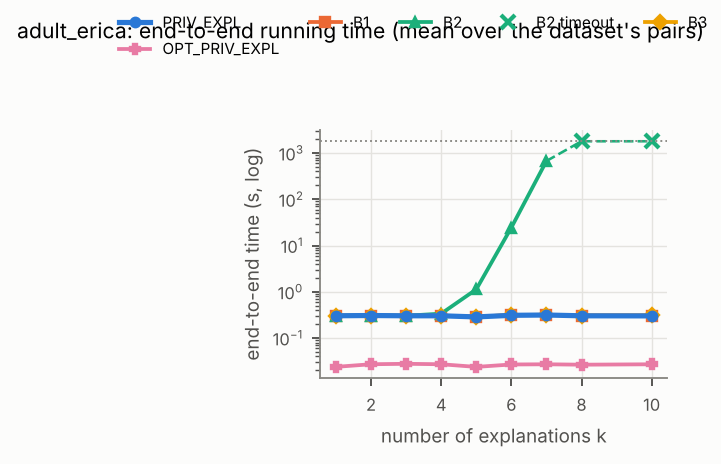 PRIV_EXPL B1 B2 B2 timeout B3
adult_erica: end-to-end running time (mean over the dataset's pairs)
OPT_PRIV_EXPL
end-to-end time (s, log)
10³
10²
10¹
10⁰
10⁻¹
2 4 6 8 10
number of explanations k